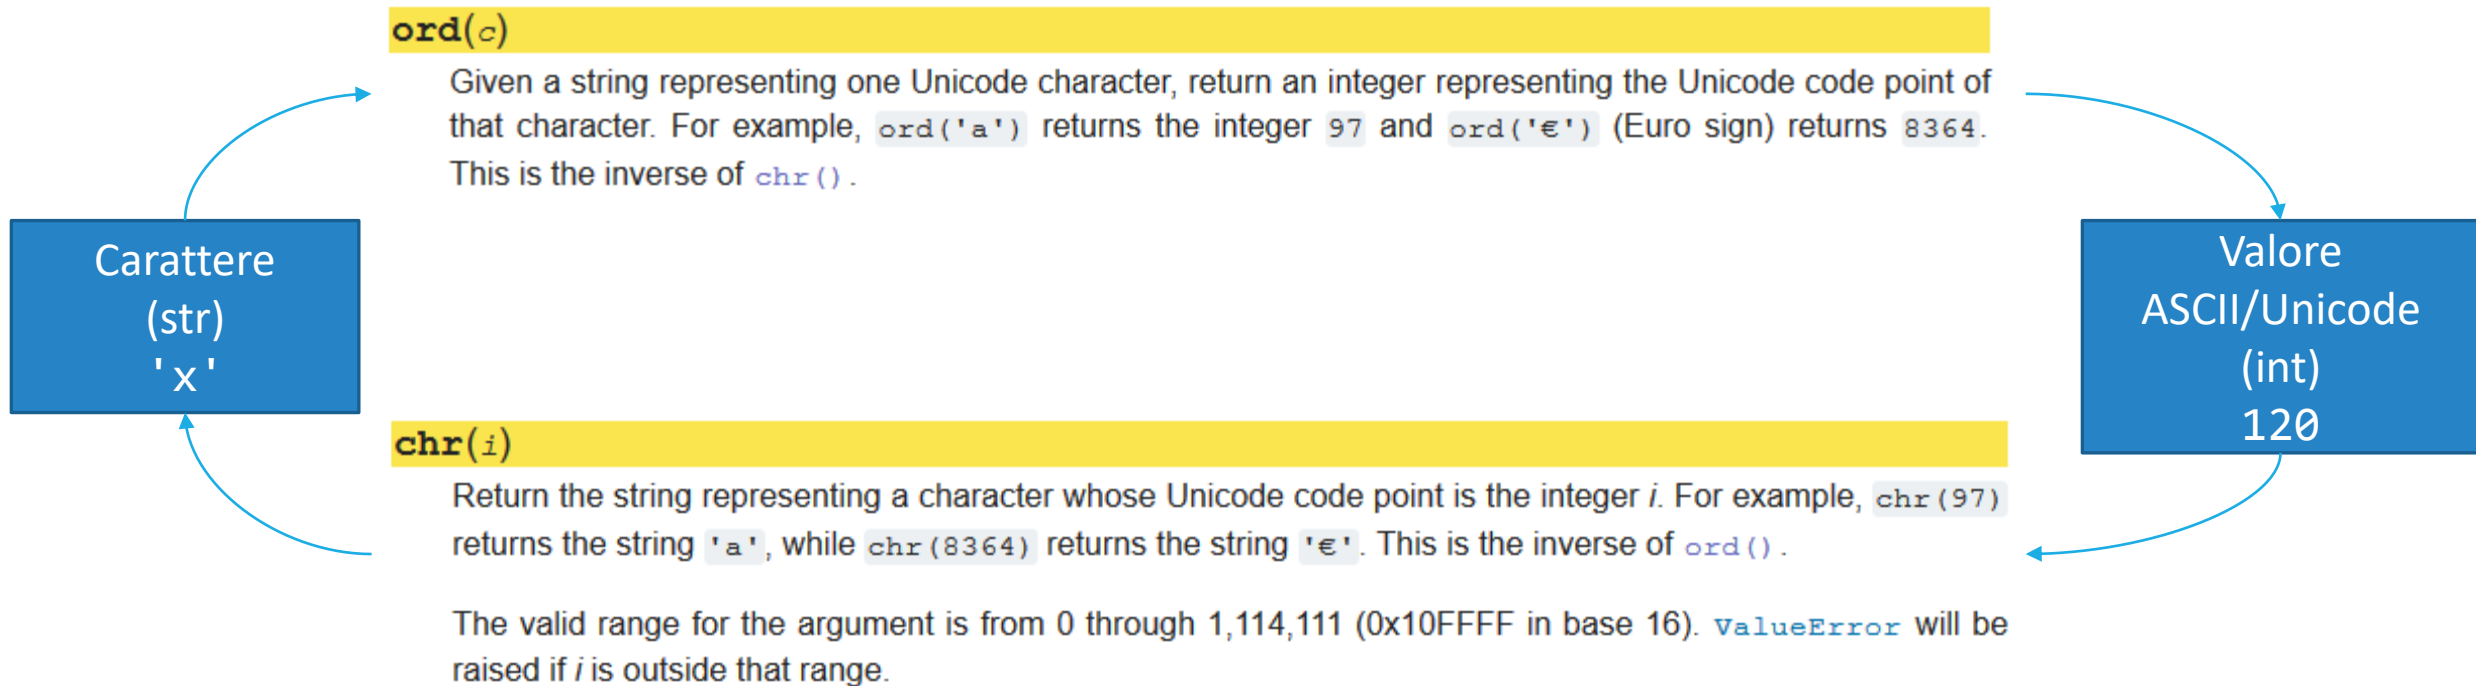 ord(c)
Given a string representing one Unicode character, return an integer representing the Unicode code point of
that character. For example, ord('a') returns the integer 97 and ord('€') (Euro sign) returns 8364.
This is the inverse of chr().
Carattere
(str)
'x'
Valore
ASCII/Unicode
(int)
120
chr(i)
Return the string representing a character whose Unicode code point is the integer i. For example, chr(97)
returns the string 'a', while chr(8364) returns the string '€'. This is the inverse of ord().
The valid range for the argument is from 0 through 1,114,111 (0x10FFFF in base 16). ValueError will be
raised if i is outside that range.